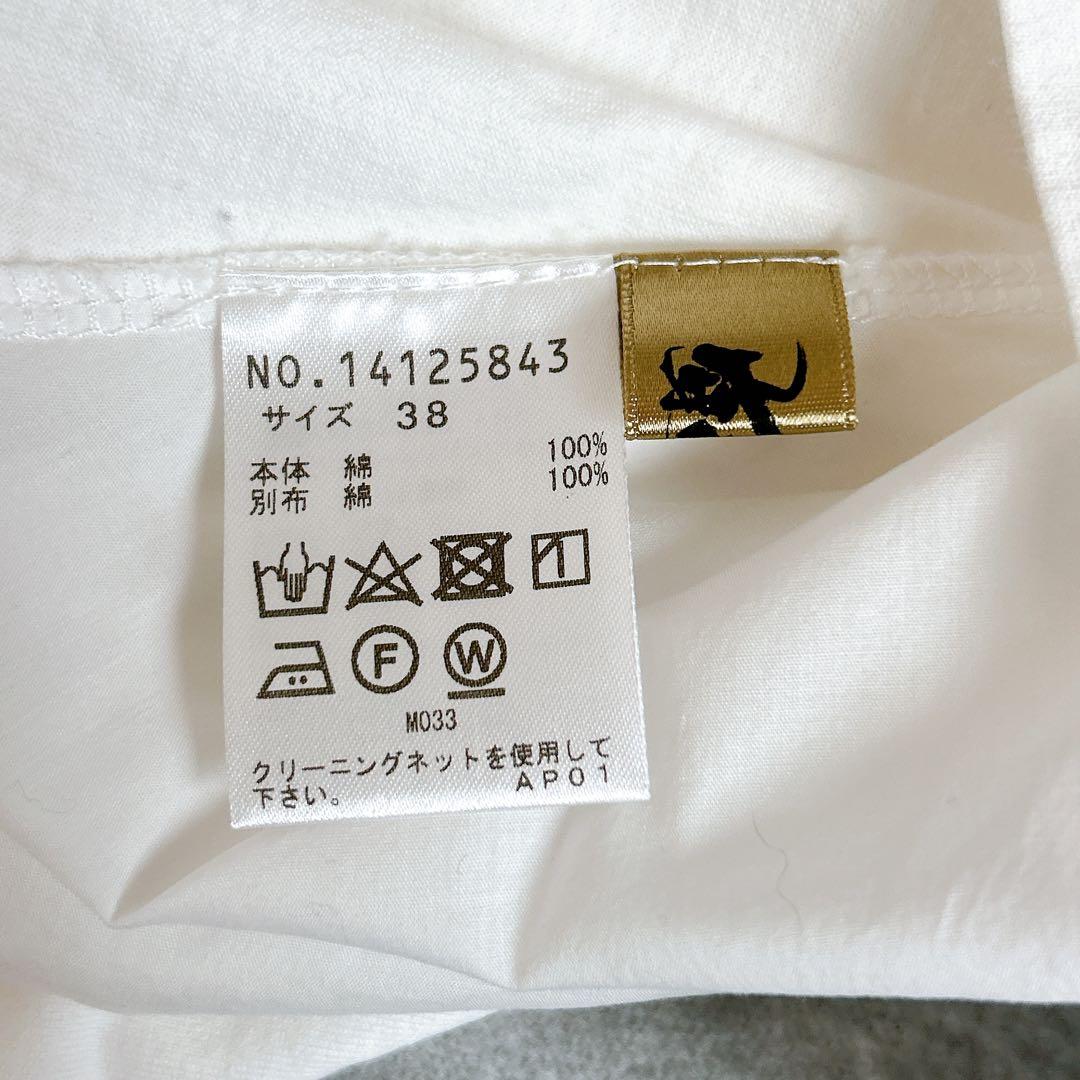 NO.14125843
サイズ 38
本体 綿 100%
別布 綿 100%
F W
M033
クリーニングネットを使用して
下さい。 AP01